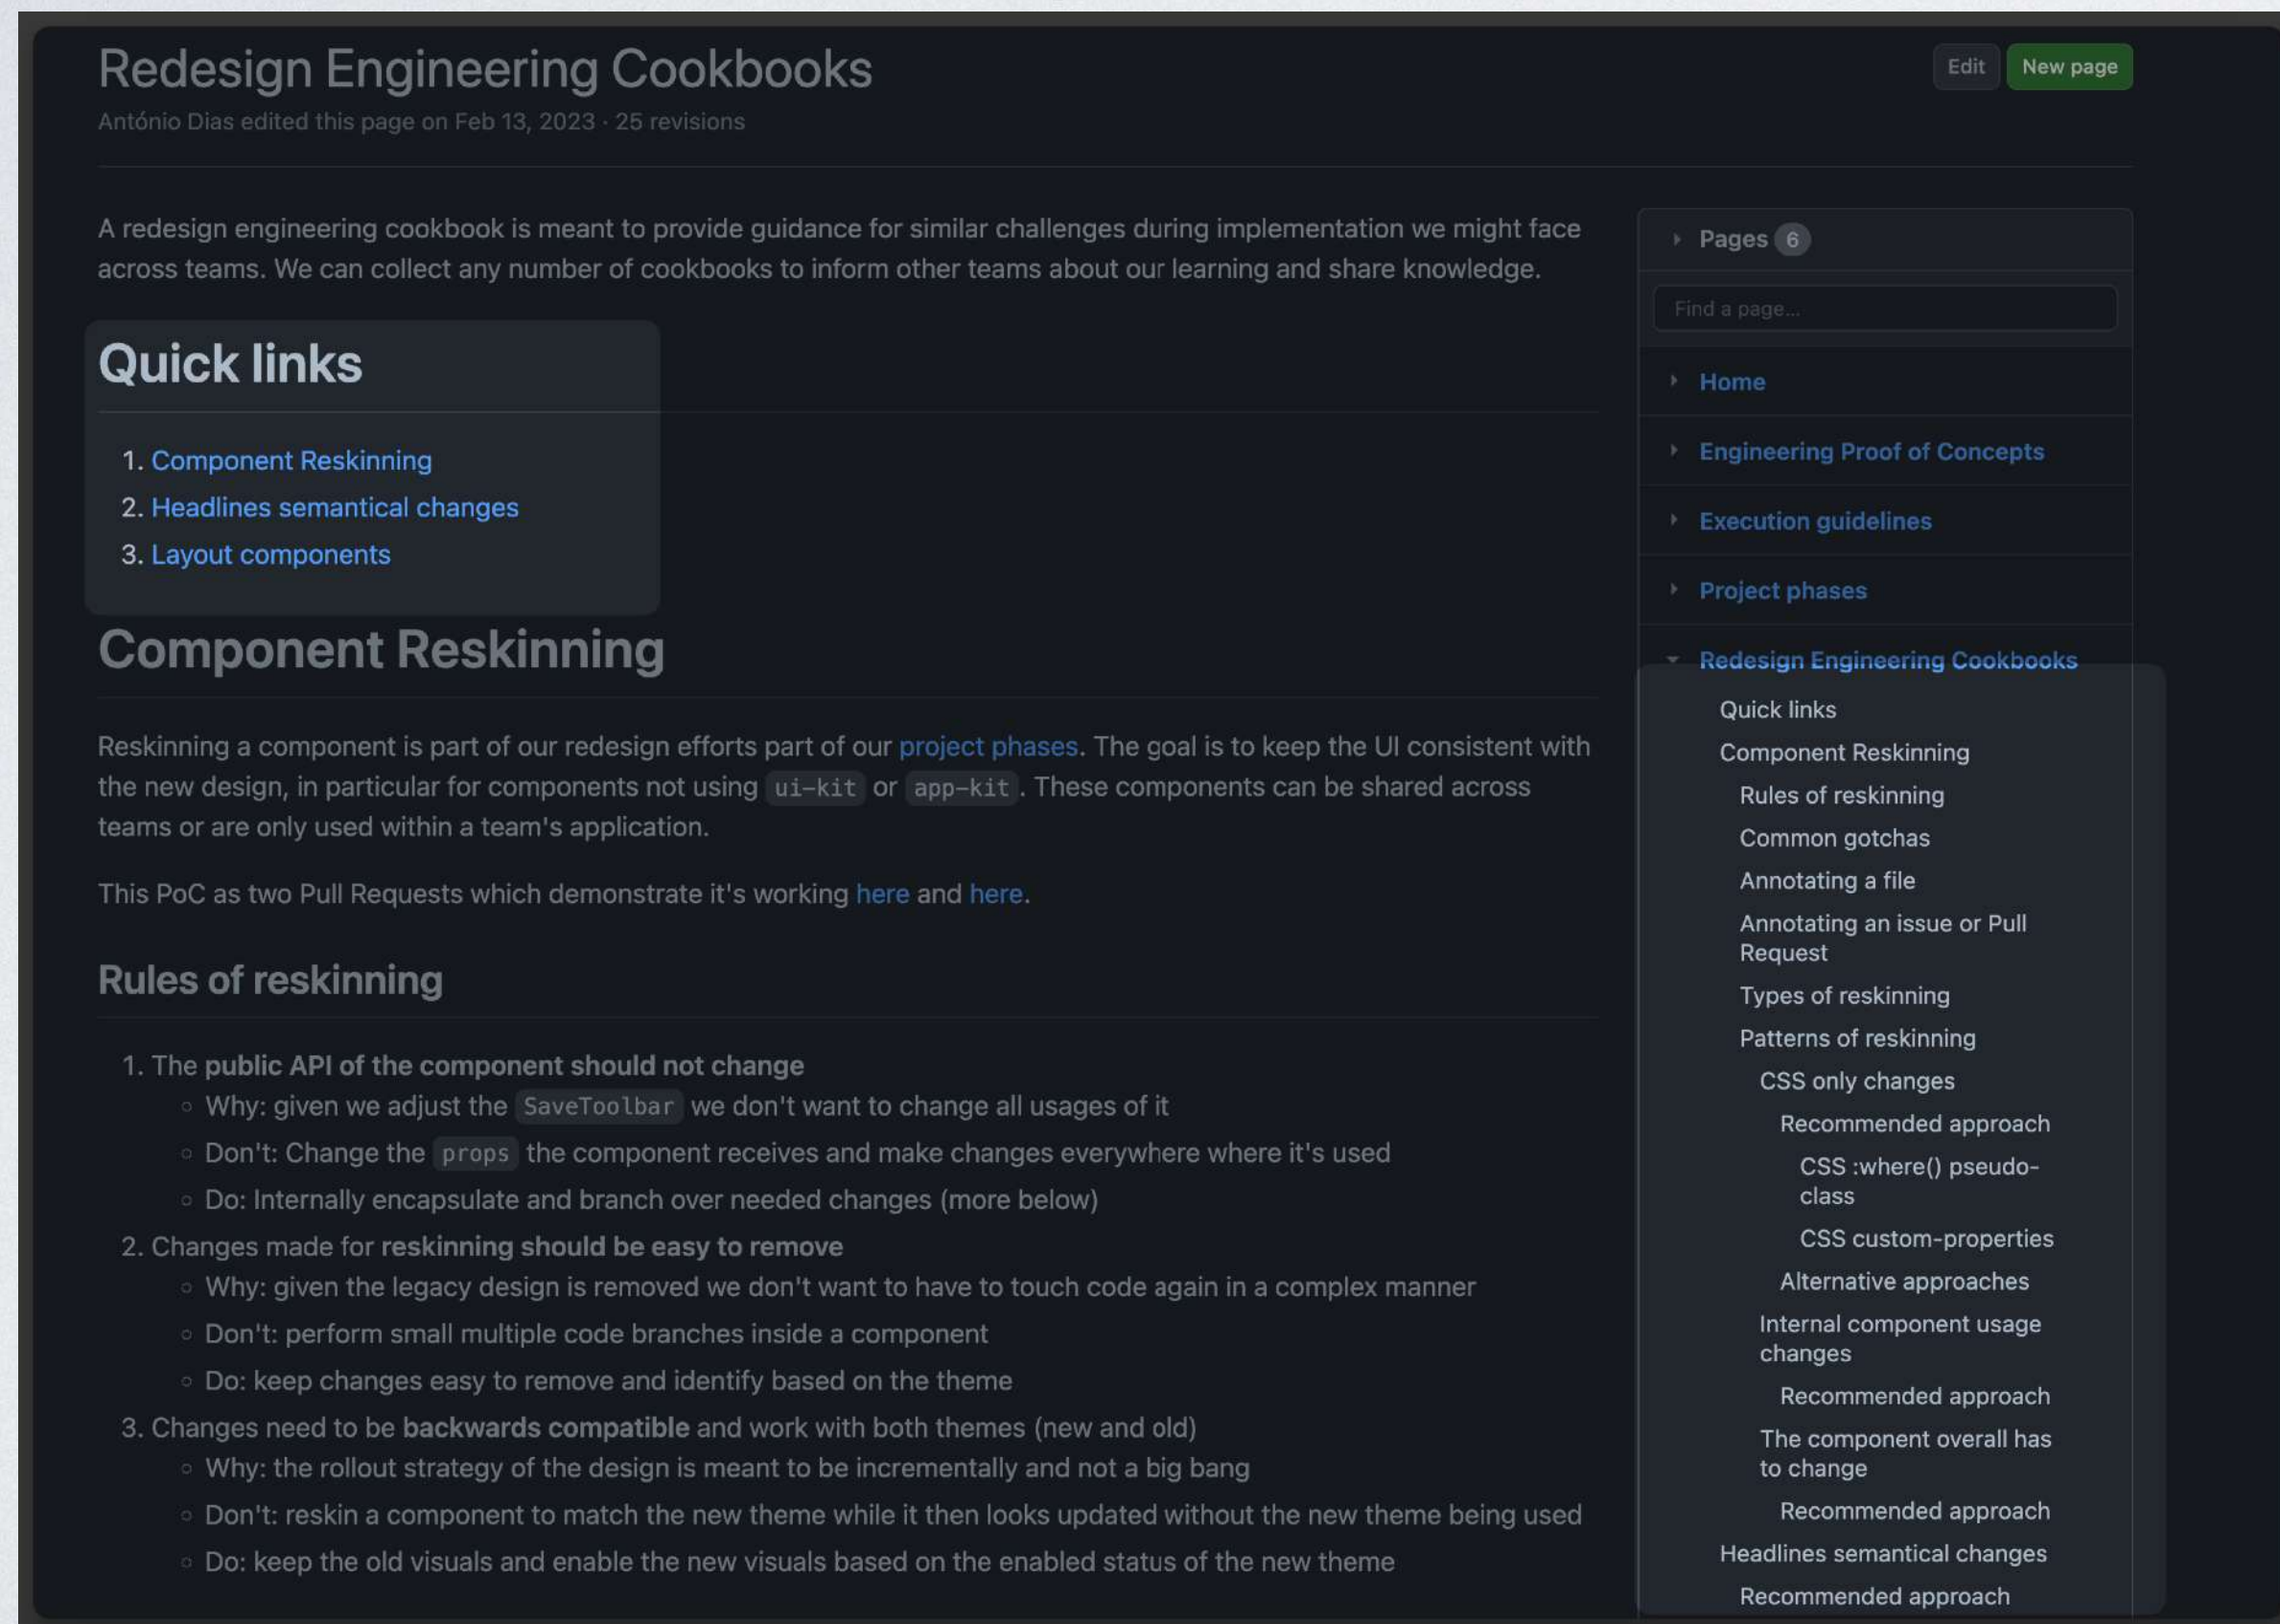 Redesign Engineering Cookbooks
Edit
New page
António Dias edited this page on Feb 13, 2023 · 25 revisions
A redesign engineering cookbook is meant to provide guidance for similar challenges during implementation we might face
across teams. We can collect any number of cookbooks to inform other teams about our learning and share knowledge.
Quick links
1. Component Reskinning
2. Headlines semantical changes
3. Layout components
Component Reskinning
Reskinning a component is part of our redesign efforts part of our project phases. The goal is to keep the UI consistent with
the new design, in particular for components not using ui-kit or app-kit. These components can be shared across
teams or are only used within a team's application.
This PoC as two Pull Requests which demonstrate it's working here and here.
Rules of reskinning
1. The public API of the component should not change
◦ Why: given we adjust the SaveToolbar we don't want to change all usages of it
◦ Don't: Change the props the component receives and make changes everywhere where it's used
◦ Do: Internally encapsulate and branch over needed changes (more below)
2. Changes made for reskinning should be easy to remove
◦ Why: given the legacy design is removed we don't want to have to touch code again in a complex manner
◦ Don't: perform small multiple code branches inside a component
◦ Do: keep changes easy to remove and identify based on the theme
3. Changes need to be backwards compatible and work with both themes (new and old)
◦ Why: the rollout strategy of the design is meant to be incrementally and not a big bang
◦ Don't: reskin a component to match the new theme while it then looks updated without the new theme being used
◦ Do: keep the old visuals and enable the new visuals based on the enabled status of the new theme
Pages 6
Find a page...
Home
Engineering Proof of Concepts
Execution guidelines
Project phases
Redesign Engineering Cookbooks
Quick links
Component Reskinning
Rules of reskinning
Common gotchas
Annotating a file
Annotating an issue or Pull
Request
Types of reskinning
Patterns of reskinning
CSS only changes
Recommended approach
CSS :where() pseudo-
class
CSS custom-properties
Alternative approaches
Internal component usage
changes
Recommended approach
The component overall has
to change
Recommended approach
Headlines semantical changes
Recommended approach